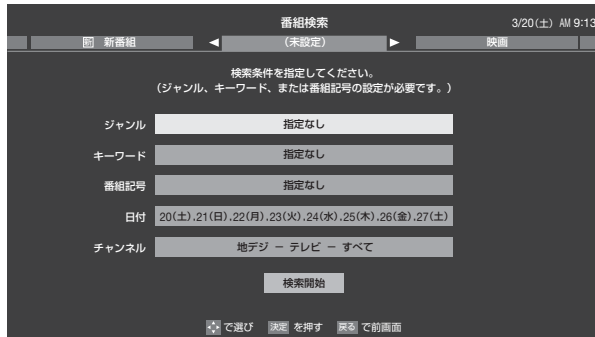 番組検索
3/20(土) AM 9:13
新 新番組 ◀ (未設定) ▶ 映画
検索条件を指定してください。
(ジャンル、キーワード、または番組記号の設定が必要です。)
ジャンル 指定なし
キーワード 指定なし
番組記号 指定なし
日付 20(土).21(日).22(月).23(火).24(水).25(木).26(金).27(土)
チャンネル 地デジ − テレビ − すべて
検索開始
で選び 決定 を押す 戻る で前画面